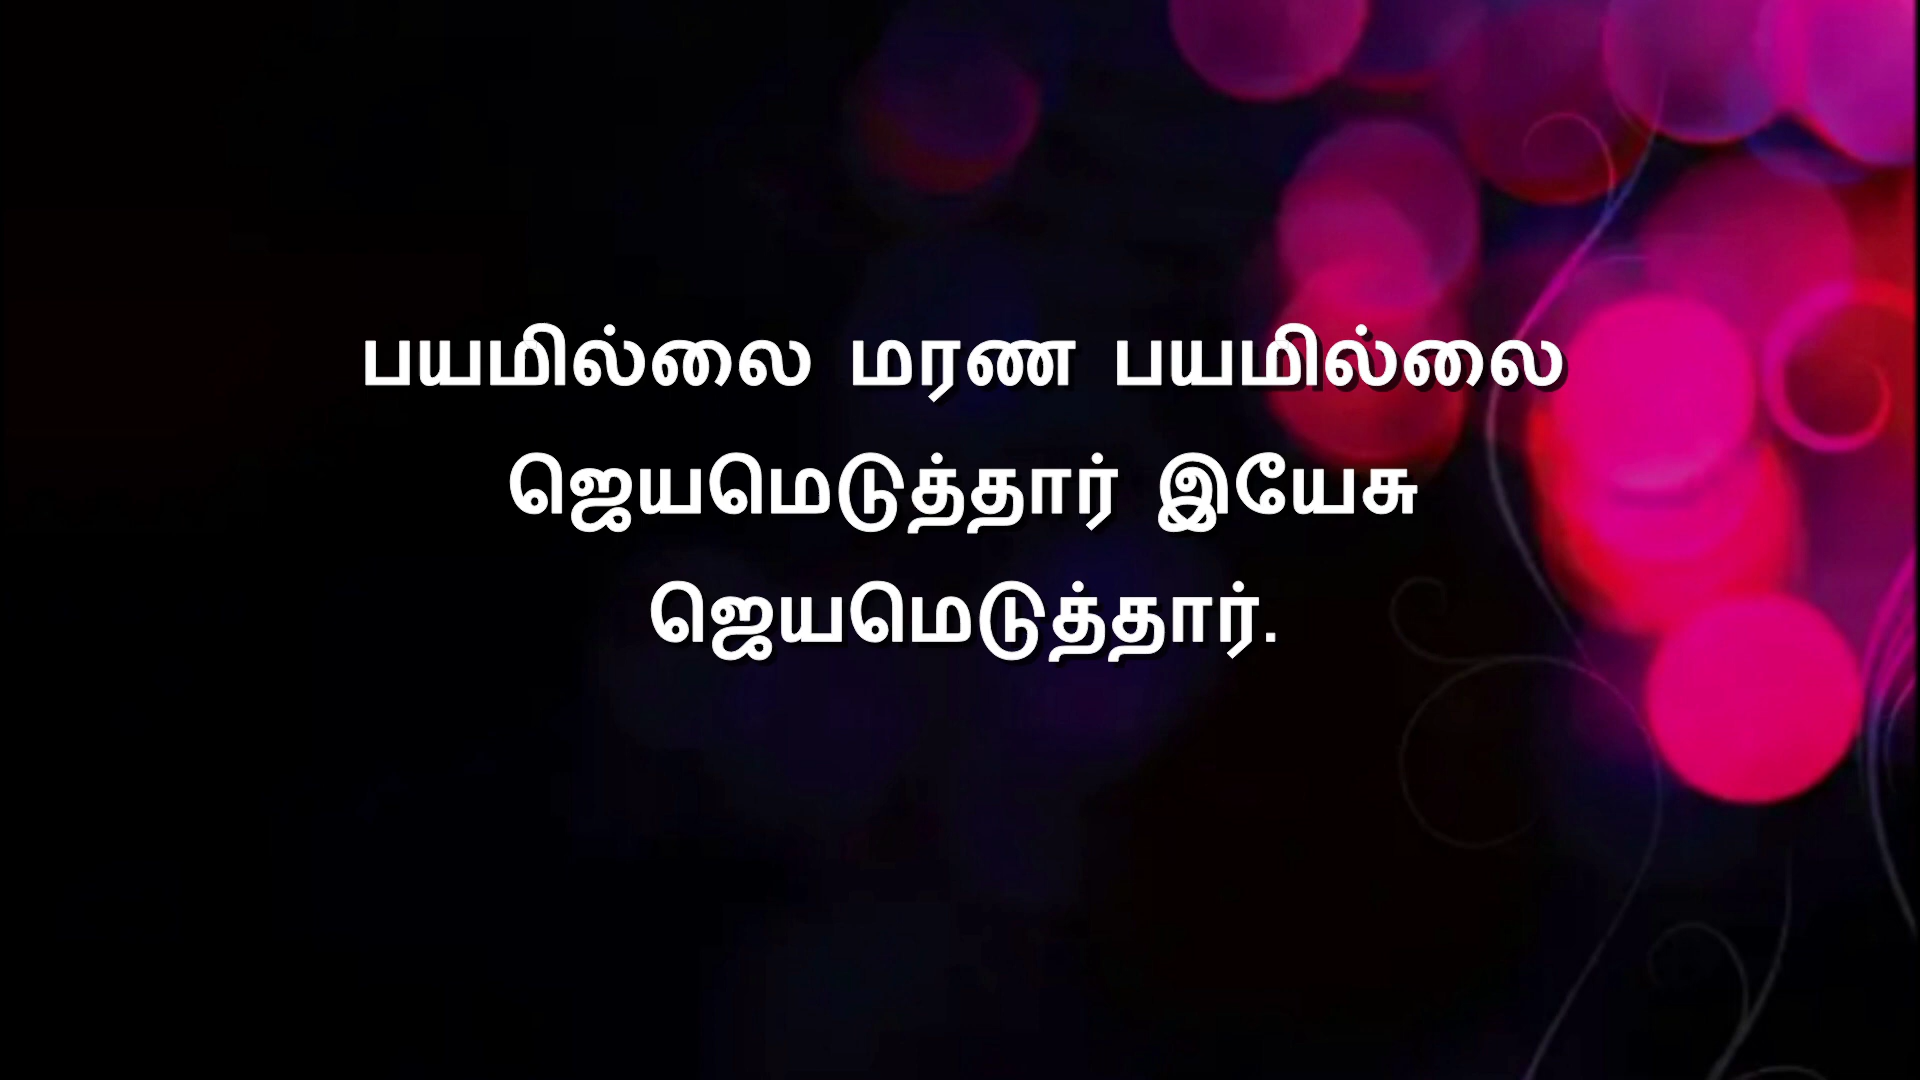 பயமில்லை மரண பயமில்லை
ஜெயமெடுத்தார் இயேசு
ஜெயமெடுத்தார்.